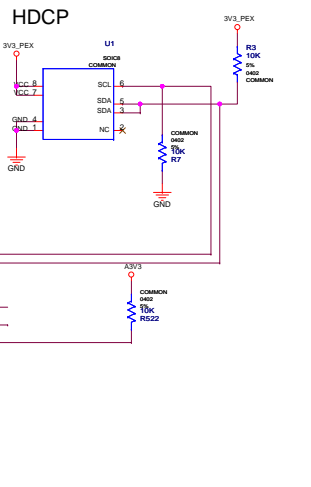 HDCP
3V3_PEX
3V3_PEX
U1
R3
10K
5%
0402
COMMON
SOIC8
COMMON
VCC 8
VCC 7
SCL 6
SDA 5
SDA 3
GND 4
GND 1
NC 2
GND
COMMON
0402
5%
10K
R7
GND
A3V3
COMMON
0402
5%
10K
R522